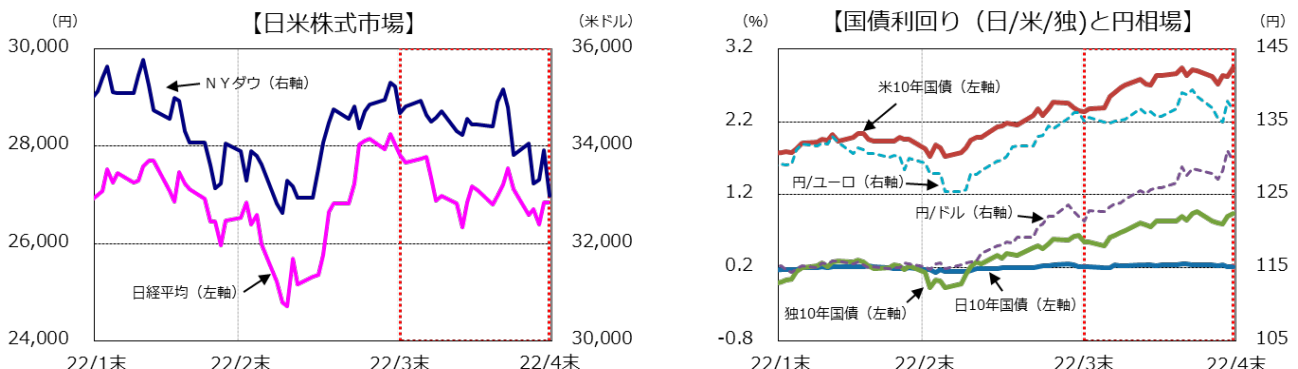 【日米株式市場】
(円)
(米ドル)
30,000
28,000
26,000
24,000
36,000
34,000
32,000
30,000
NYダウ（右軸）
日経平均（左軸）
22/1末
22/2末
22/3末
22/4末
【国債利回り（日/米/独)と円相場】
(%)
(円)
3.2
2.2
1.2
0.2
-0.8
145
135
125
115
105
米10年国債（左軸）
円/ユーロ（右軸）
円/ドル（右軸）
独10年国債（左軸）
日10年国債（左軸）
22/1末
22/2末
22/3末
22/4末